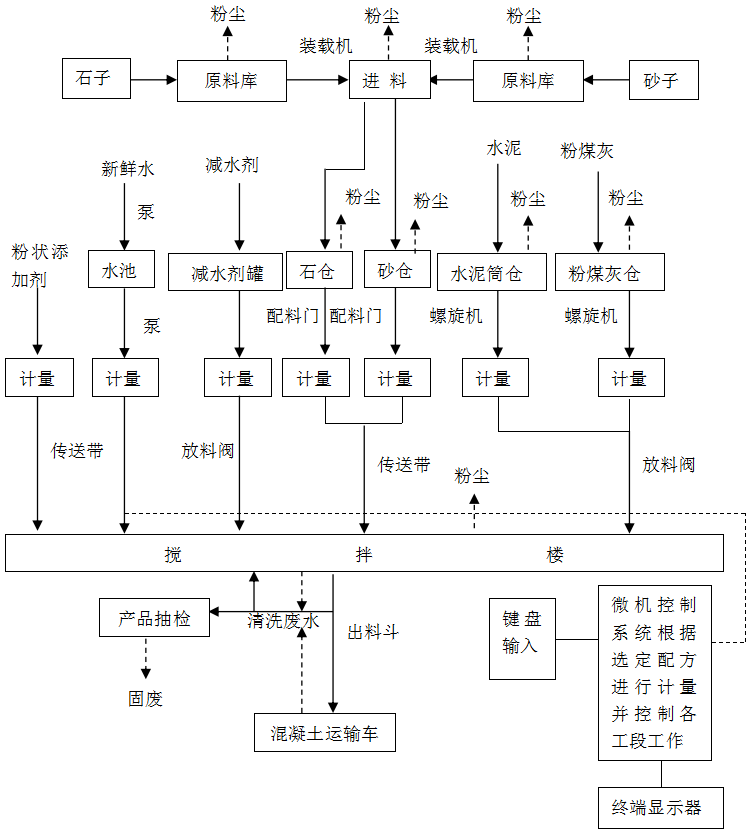 粉尘
粉尘
粉尘
装载机
装载机
石子
原料库
进 料
原料库
砂子
新鲜水
减水剂
水泥
粉煤灰
泵
粉尘
粉尘
粉尘
粉尘
粉状添
加剂
水池
减水剂罐
石仓
砂仓
水泥筒仓
粉煤灰仓
泵
配料门
配料门
螺旋机
螺旋机
计量
计量
计量
计量
计量
计量
计量
传送带
放料阀
传送带
粉尘
放料阀
搅 拌 楼
产品抽检
清洗废水
出料斗
固废
混凝土运输车
键盘
输入
微机控制
系统根据
选定配方
进行计量
并控制各
工段工作
终端显示器